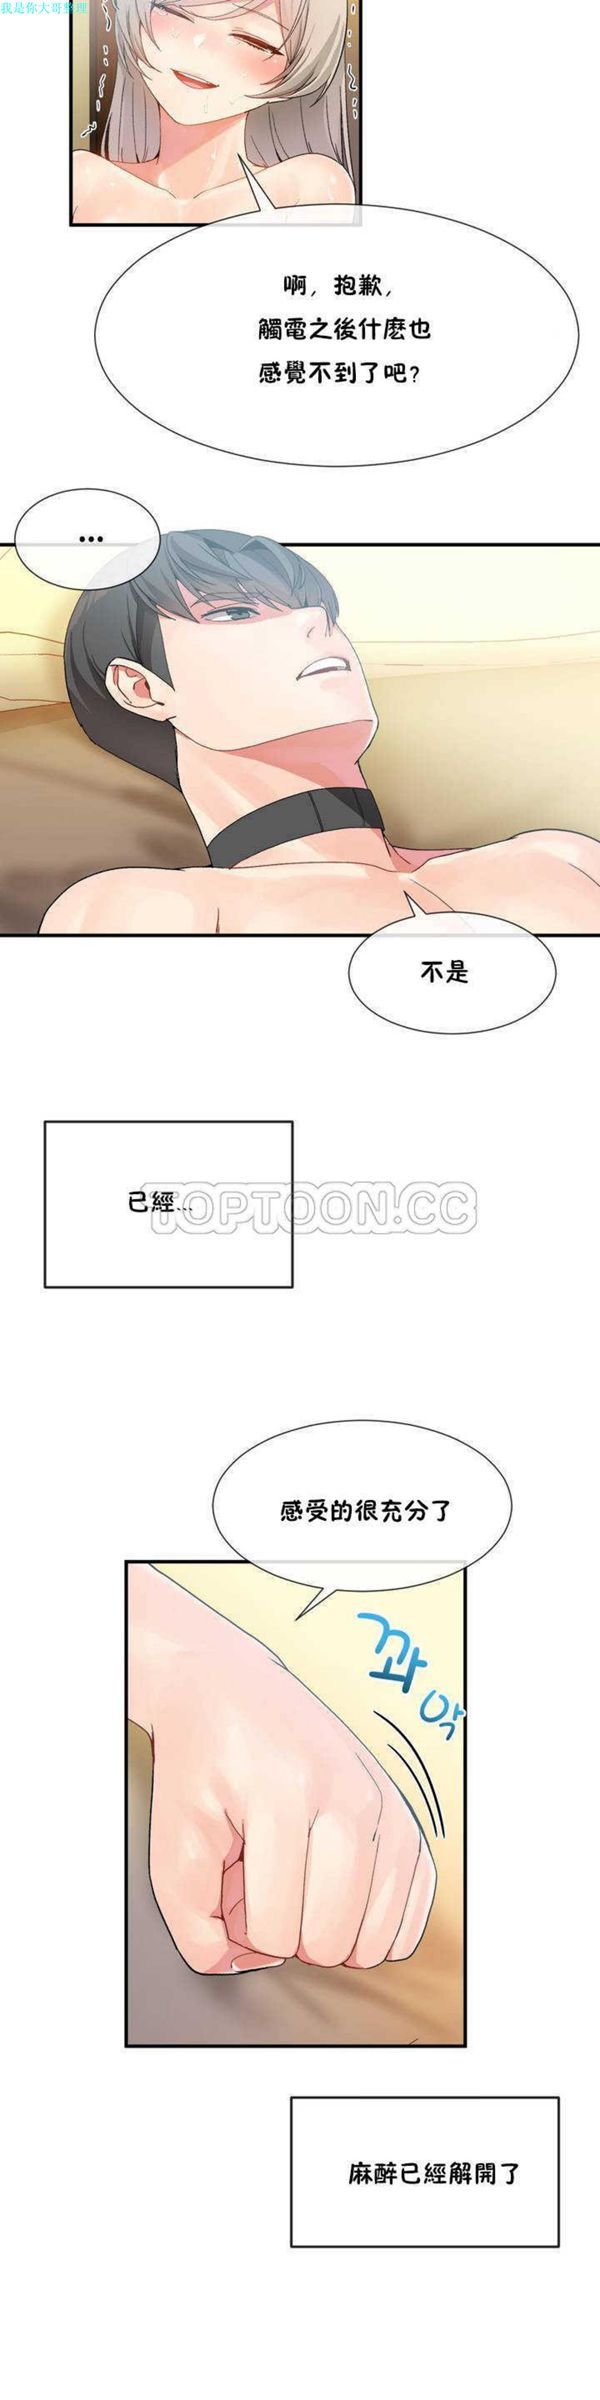 我是你大哥整理
啊，抱歉，
觸電之後什麼也
感覺不到了吧？
...
不是
已經...
TOPTOON.CC
感受的很充分了
꽈
악
麻醉已經解開了